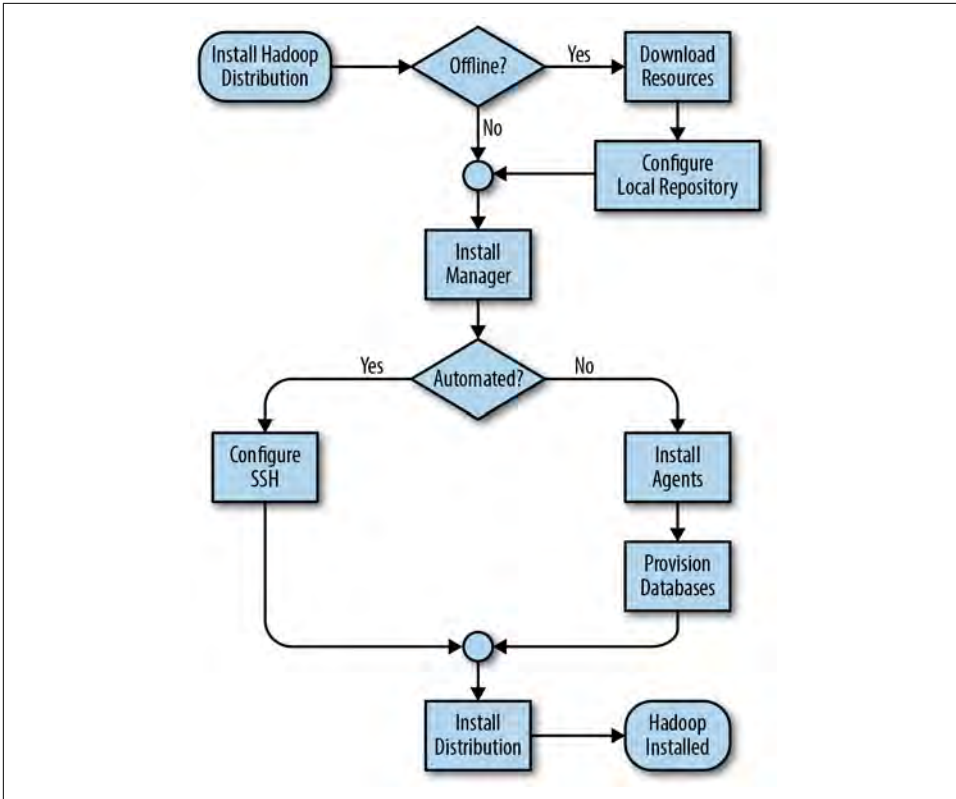 Install Hadoop
Distribution
Offline?
Yes
Download
Resources
No
Configure
Local Repository
Install
Manager
Yes
Automated?
No
Configure
SSH
Install
Agents
Provision
Databases
Install
Distribution
Hadoop
Installed